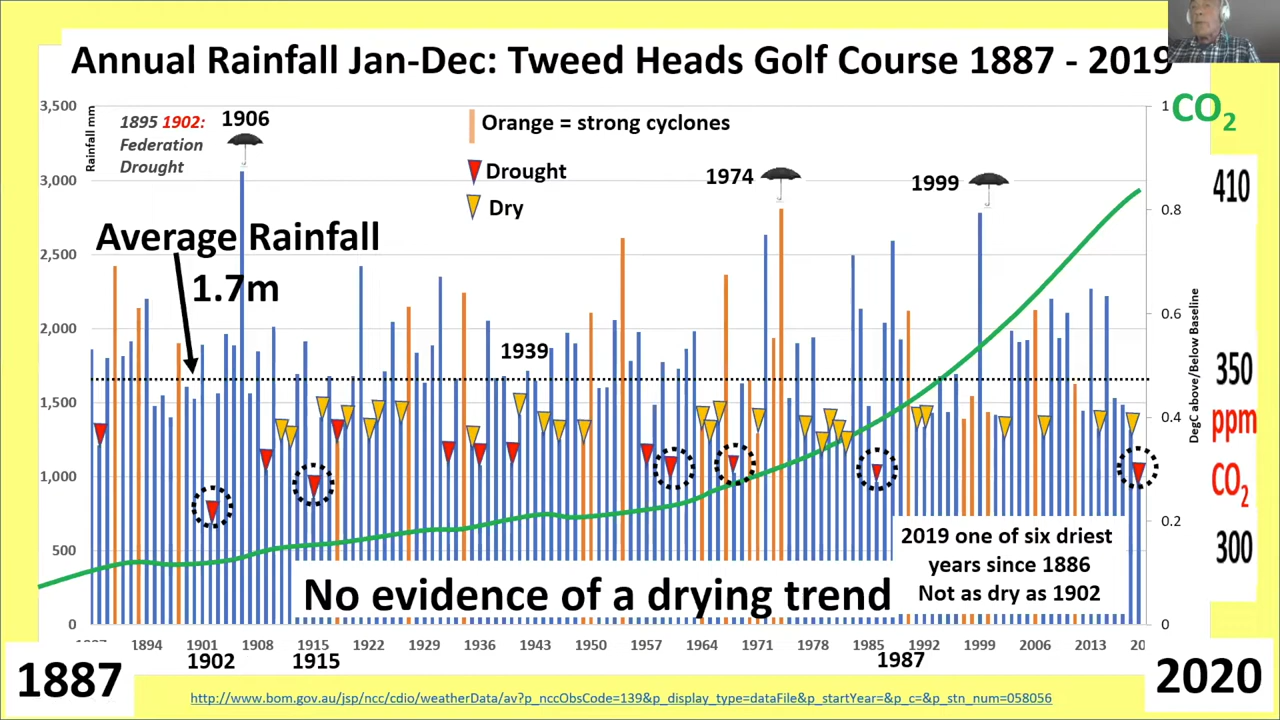 Annual Rainfall Jan-Dec: Tweed Heads Golf Course 1887 - 2019
3,500
Rainfall mm
1895 1902:
Federation
Drought
1906
Orange = strong cyclones
1
CO2
Drought
Dry
1974
1999
3,000
410
0.8
Average Rainfall
1.7m
2,500
2,000
0.6
DegC above/Below Baseline
1939
350
1,500
0.4
ppm
CO2
1,000
0.2
500
300
2019 one of six driest
years since 1886
Not as dry as 1902
No evidence of a drying trend
0
0
1894 1901 1908 1915 1922 1929 1936 1943 1950 1957 1964 1971 1978 1985 1992 1999 2006 2013 20
1902 1915 1987
1887
2020
http://www.bom.gov.au/jsp/ncc/cdio/weatherData/av?p_nccObsCode=139&p_display_type=dataFile&p_startYear=&p_c=&p_stn_num=058056